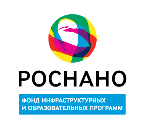 РОСНАНО
ФОНД ИНФРАСТРУКТУРНЫХ
И ОБРАЗОВАТЕЛЬНЫХ ПРОГРАММ